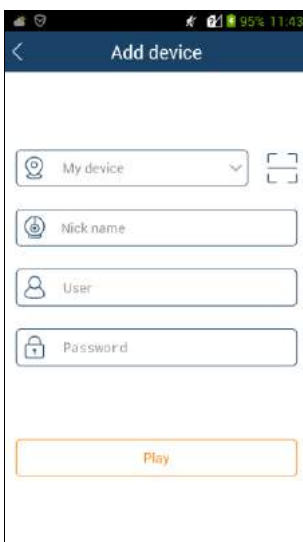 95% 11:43
Add device
My device
Nick name
User
Password
Play